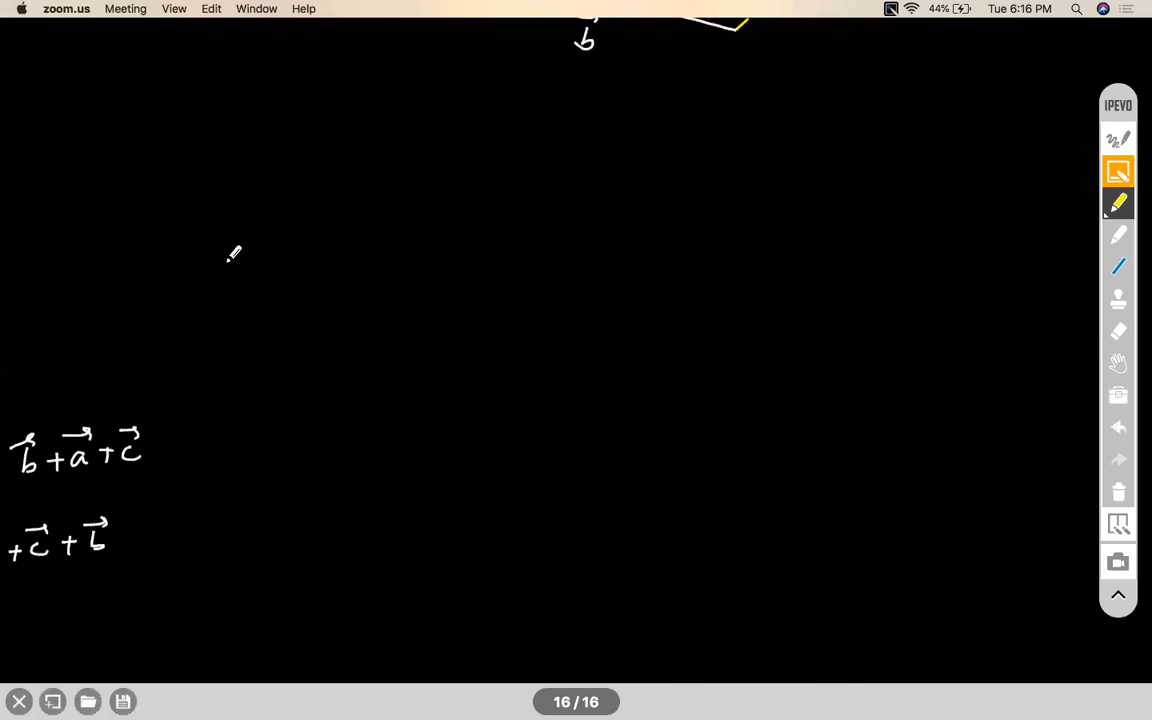 zoom.us Meeting View Edit Window Help 44% Tue 6:16 PM
b
IPEVO
b⃗ + a⃗ + c⃗
+ c⃗ + b⃗
16 / 16